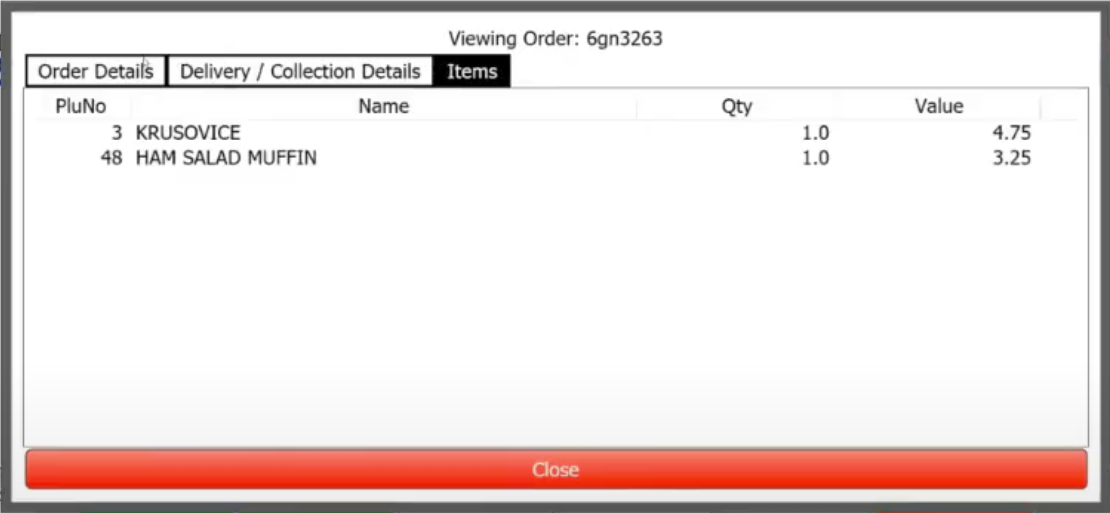 Viewing Order: 6gn3263
Order Details Delivery / Collection Details Items
PluNo Name Qty Value
3 KRUSOVICE 1.0 4.75
48 HAM SALAD MUFFIN 1.0 3.25
Close